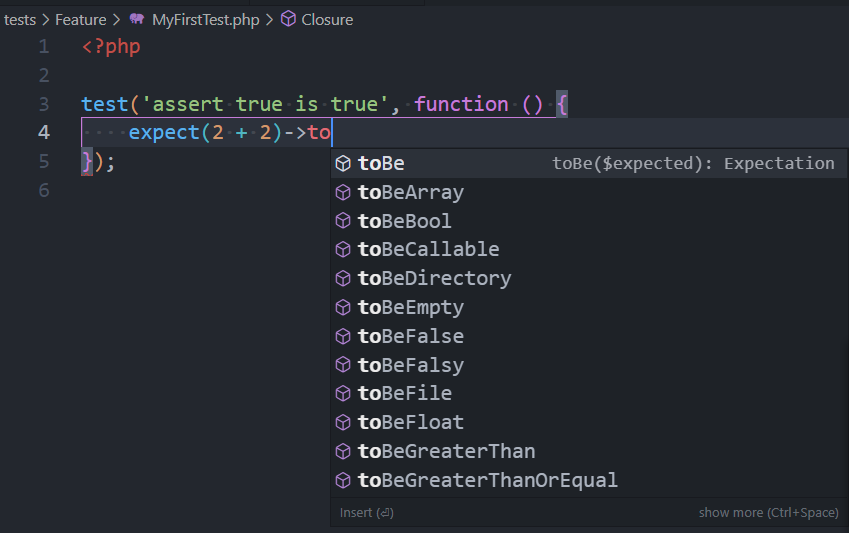 tests > Feature > MyFirstTest.php > Closure
1 <?php
2
3 test('assert true is true', function () {
4 expect(2 + 2)->to
5 });
6
toBe toBe($expected): Expectation
toBeArray
toBeBool
toBeCallable
toBeDirectory
toBeEmpty
toBeFalse
toBeFalsy
toBeFile
toBeFloat
toBeGreaterThan
toBeGreaterThanOrEqual
Insert (⏎) show more (Ctrl+Space)